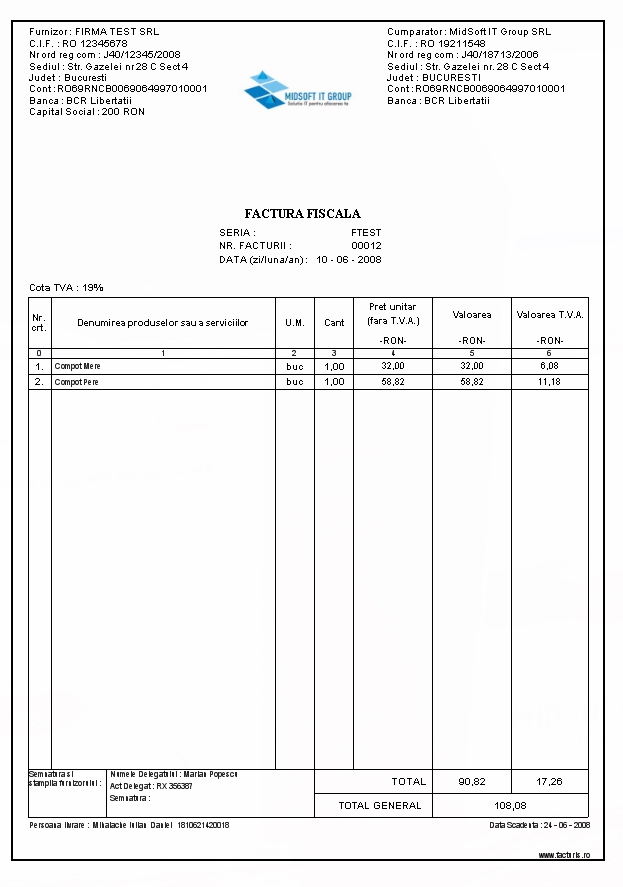 Furnizor : FIRMA TEST SRL
C.I.F. : RO 12345678
Nr ord reg com : J40/12345/2008
Sediul : Str. Gazelei nr.28 C Sect 4
Judet : Bucuresti
Cont : RO69RNCB0069064997010001
Banca : BCR Libertatii
Capital Social : 200 RON
MIDSOFT IT GROUP
Solutie IT pentru afacerea ta
Cumparator : MidSoft IT Group SRL
C.I.F. : RO 19211548
Nr ord reg com : J40/18713/2006
Sediul : Str. Gazelei nr. 28 C Sect 4
Judet : BUCURESTI
Cont : RO69RNCB0069064997010001
Banca : BCR Libertatii
FACTURA FISCALA
SERIA : FTEST
NR. FACTURII : 00012
DATA (zi/luna/an) : 10 - 06 - 2008
Cota TVA : 19%
Nr. crt. Denumirea produselor sau a serviciilor U.M. Cant Pret unitar (fara T.V.A.) -RON- Valoarea -RON- Valoarea T.V.A. -RON-
0 1 2 3 4 5 6
1. Compot Mere buc 1,00 32,00 32,00 6,08
2. Compot Pere buc 1,00 58,82 58,82 11,18
Semnatura si
stampila furnizorului :
Numele Delegatului : Marian Popescu
Act Delegat : RX 356387
Semnatura :
TOTAL 90,82 17,26
TOTAL GENERAL 108,08
Persoana livrare : Mihalache Iulian Daniel 1810621420018
Data Scadenta : 24 - 06 - 2008
www.facturis.ro